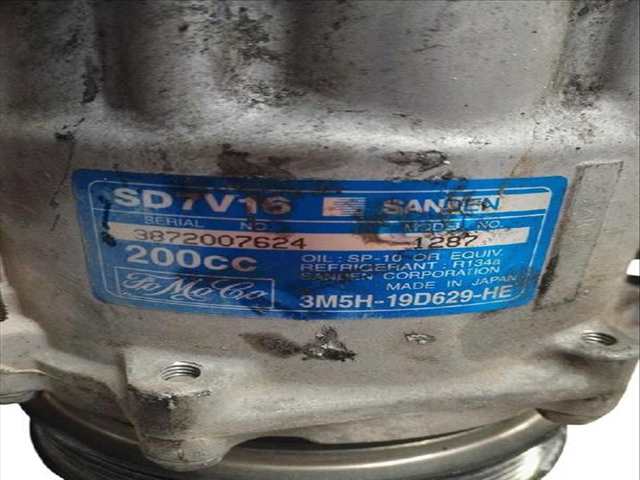 SD7V16 SANDEN
SERIAL NO. MODEL NO.
3872007624 1287
200CC
OIL: SP-10 OR EQUIV.
REFRIGERANT: R134a
SANDEN CORPORATION
MADE IN JAPAN
3M5H-19D629-HE